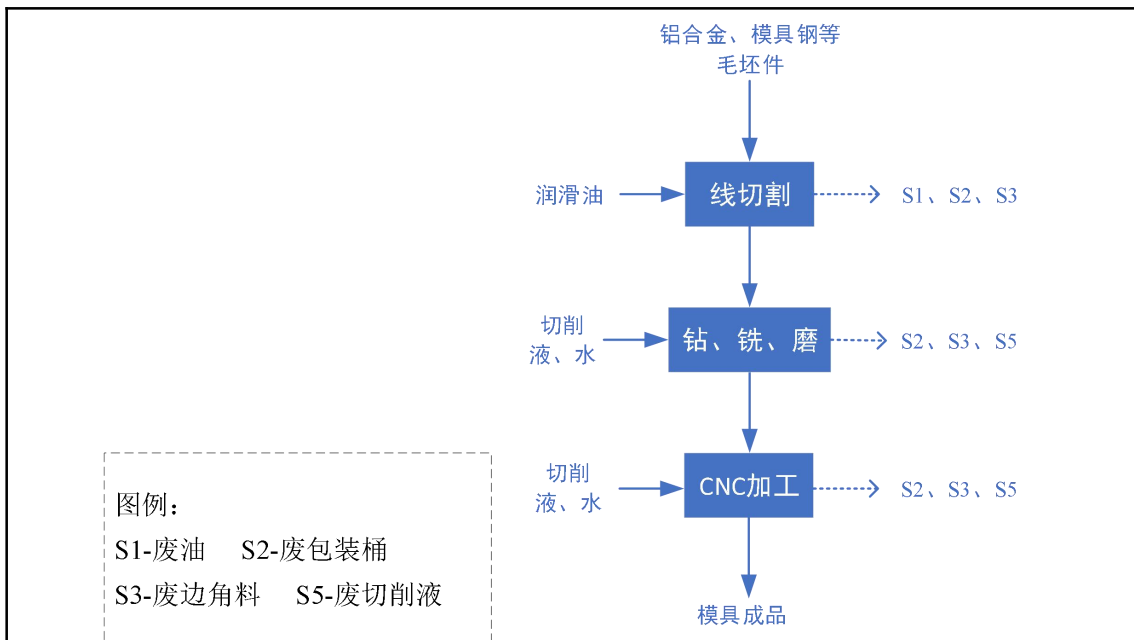 铝合金、模具钢等
毛坯件
润滑油
线切割
S1、S2、S3
切削
液、水
钻、铣、磨
S2、S3、S5
切削
液、水
CNC加工
S2、S3、S5
模具成品
图例：
S1-废油 S2-废包装桶
S3-废边角料 S5-废切削液